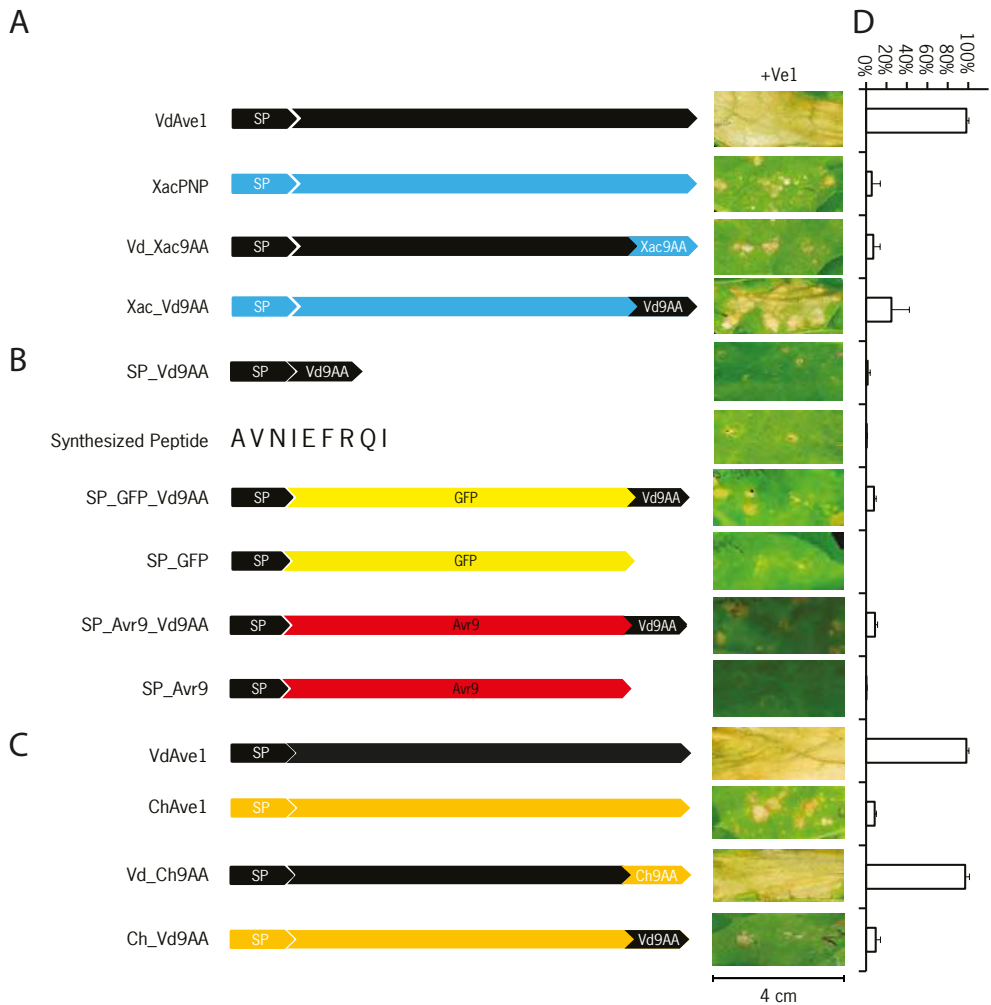 A
D
0% 20% 40% 60% 80% 100%
+Ve1
VdAve1 SP
XacPNP SP
Vd_Xac9AA SP Xac9AA
Xac_Vd9AA SP Vd9AA
B
SP_Vd9AA SP Vd9AA
Synthesized Peptide AVNIEFRQI
SP_GFP_Vd9AA SP GFP Vd9AA
SP_GFP SP GFP
SP_Avr9_Vd9AA SP Avr9 Vd9AA
SP_Avr9 SP Avr9
C
VdAve1 SP
ChAve1 SP
Vd_Ch9AA SP Ch9AA
Ch_Vd9AA SP Vd9AA
4 cm